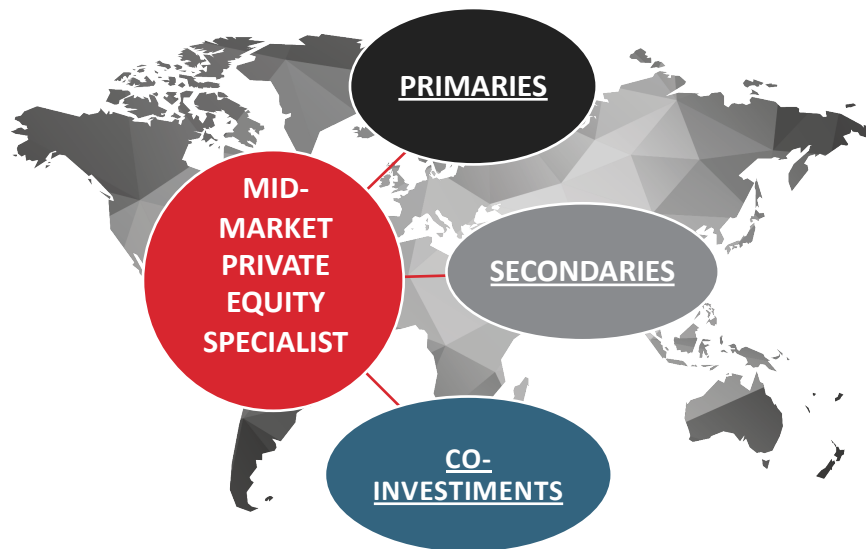 PRIMARIES
MID-
MARKET
PRIVATE
EQUITY
SPECIALIST
SECONDARIES
CO-
INVESTIMENTS